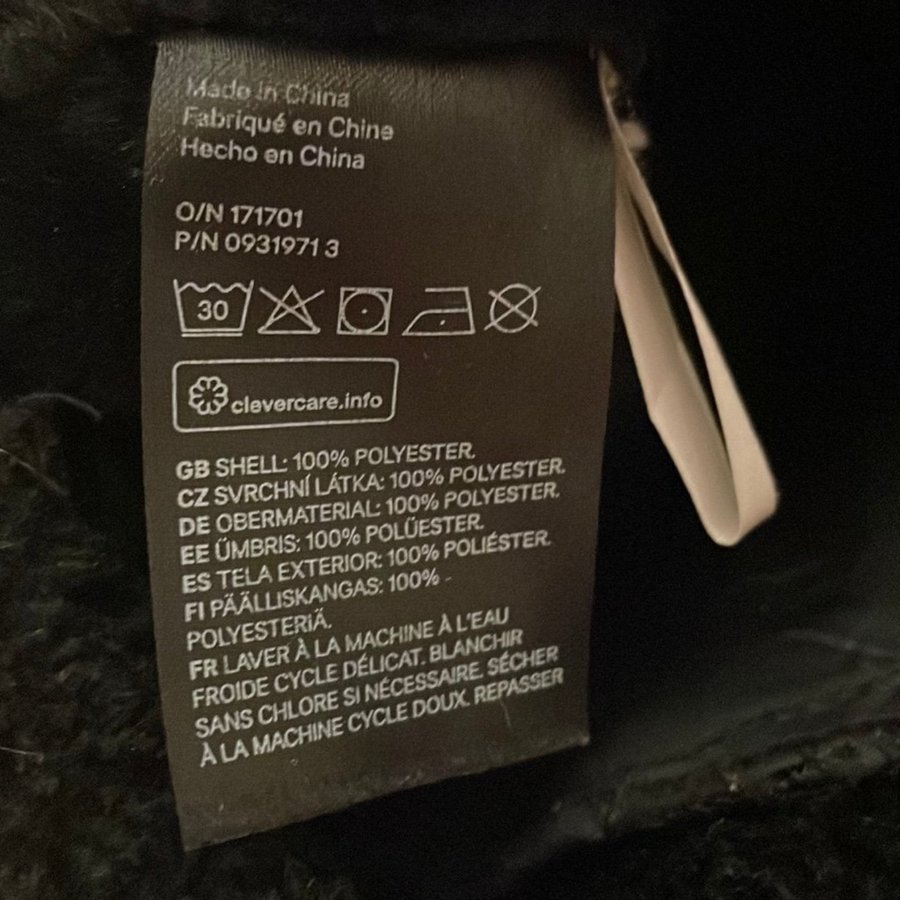 Made in China
Fabriqué en Chine
Hecho en China
O/N 171701
P/N 0931971 3
30
clevercare.info
GB SHELL: 100% POLYESTER.
CZ SVRCHNÍ LÁTKA: 100% POLYESTER.
DE OBERMATERIAL: 100% POLYESTER.
EE ÜMBRIS: 100% POLÜESTER.
ES TELA EXTERIOR: 100% POLIÉSTER.
FI PÄÄLLISKANGAS: 100% -
POLYESTERIÄ.
FR LAVER À LA MACHINE À L'EAU
FROIDE CYCLE DÉLICAT. BLANCHIR
SANS CHLORE SI NÉCESSAIRE. SÉCHER
À LA MACHINE CYCLE DOUX. REPASSER